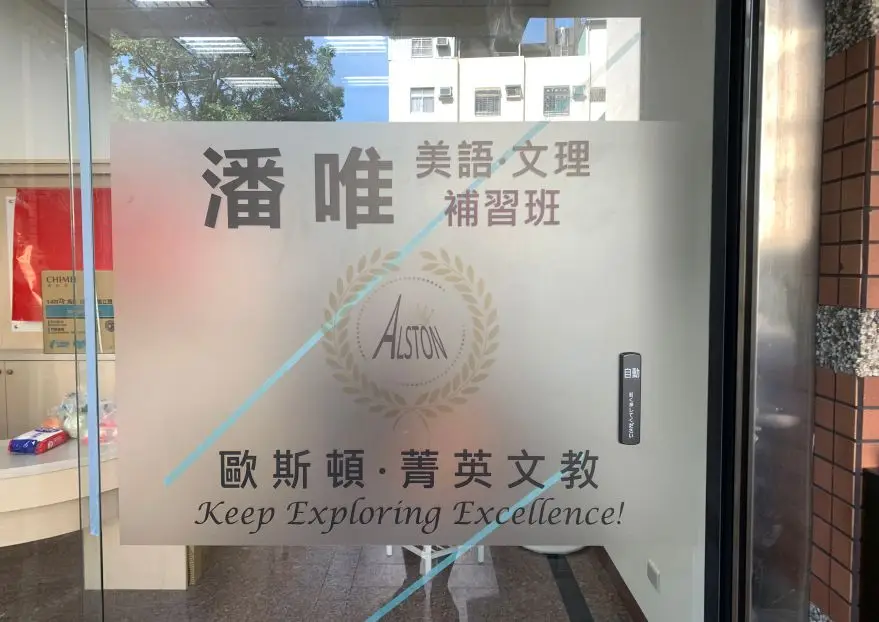 潘唯 美語·文理
補習班
ALSTON
歐斯頓·菁英文教
Keep Exploring Excellence!
自動
CHIMEI